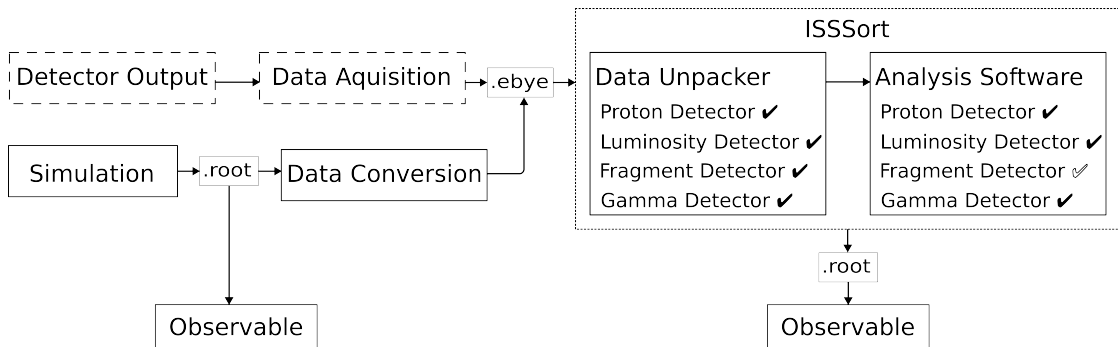 ISSSort
Detector Output
Data Aquisition
.ebye
Data Unpacker
Proton Detector ✔
Luminosity Detector ✔
Fragment Detector ✔
Gamma Detector ✔
Analysis Software
Proton Detector ✔
Luminosity Detector ✔
Fragment Detector ✅
Gamma Detector ✔
Simulation
.root
Data Conversion
.root
Observable
Observable